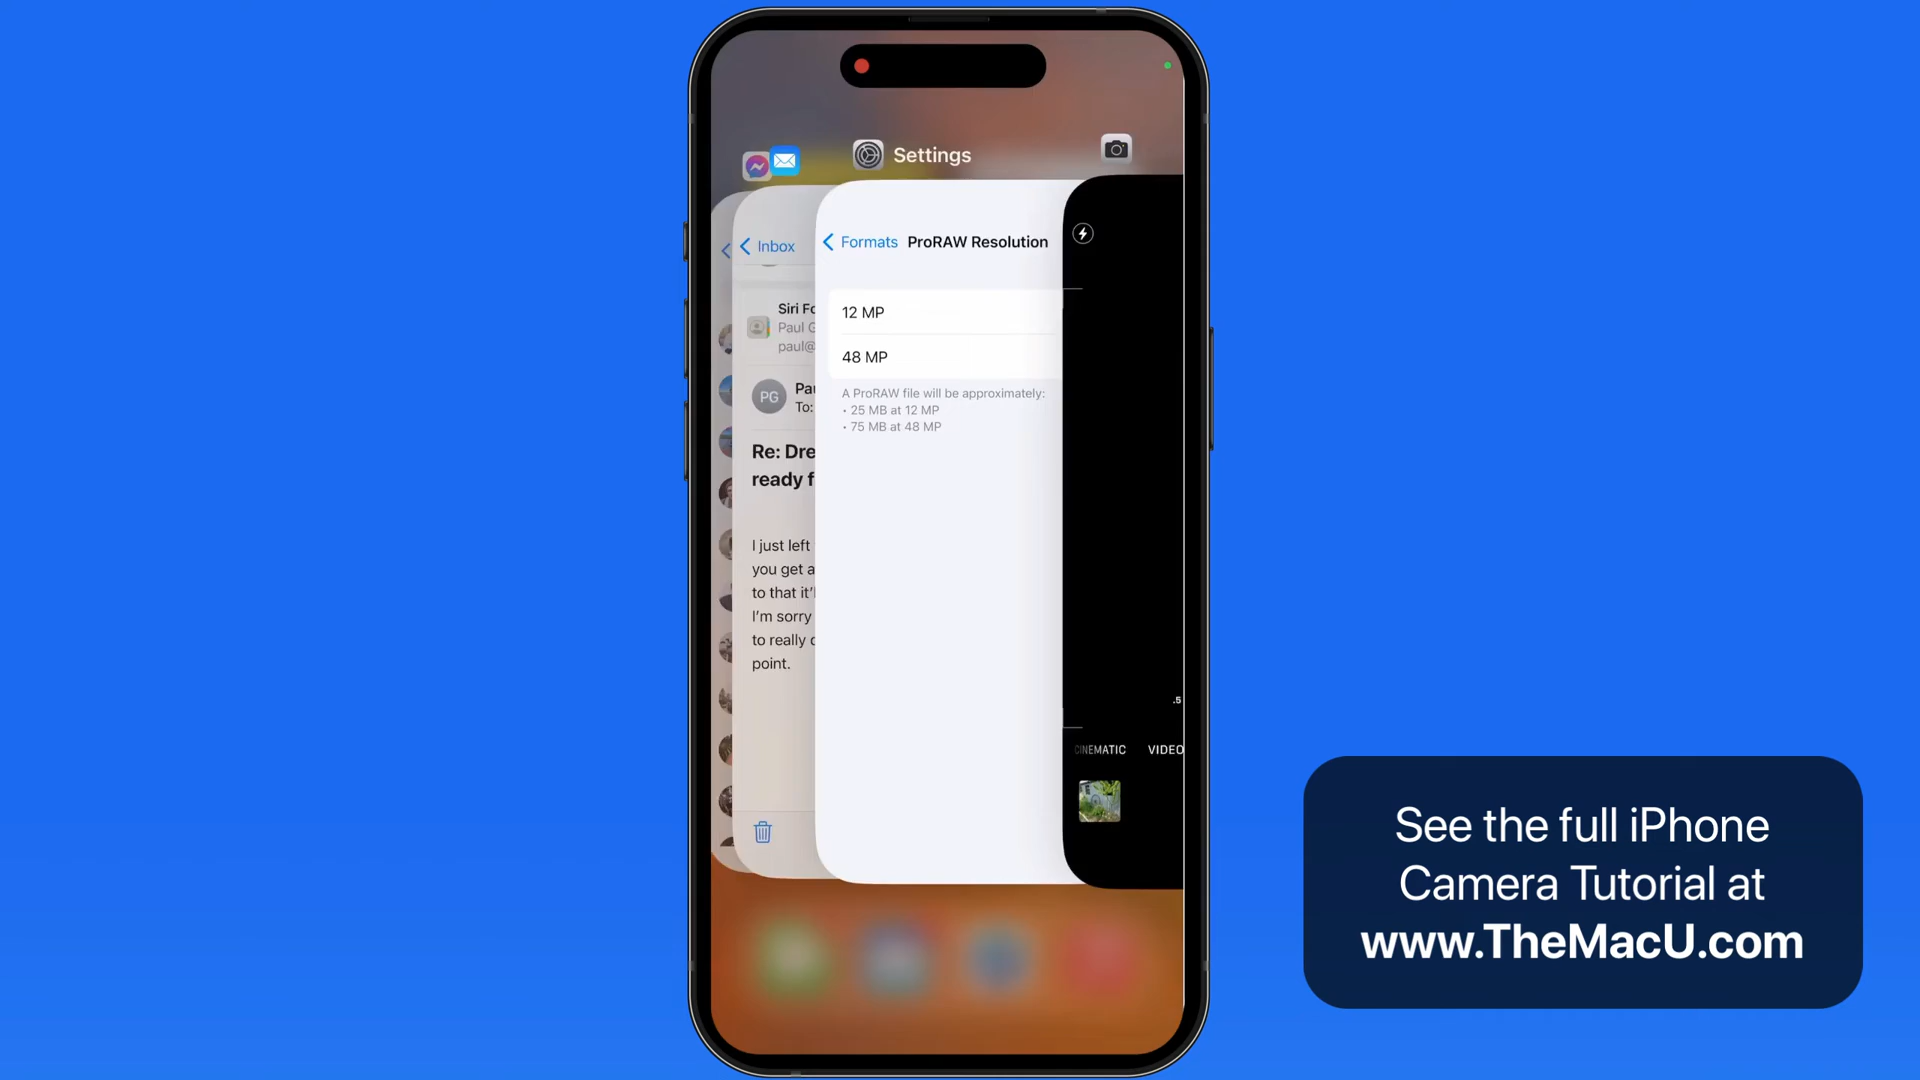 Settings
Inbox
Siri Fo
Paul G
paul@
PG
Pau
To:
Re: Dre
ready f
I just left
you get a
to that it'l
I'm sorry
to really
point.
Formats ProRAW Resolution
12 MP
48 MP
A ProRAW file will be approximately:
• 25 MB at 12 MP
• 75 MB at 48 MP
.5
CINEMATIC VIDEO
See the full iPhone
Camera Tutorial at
www.TheMacU.com